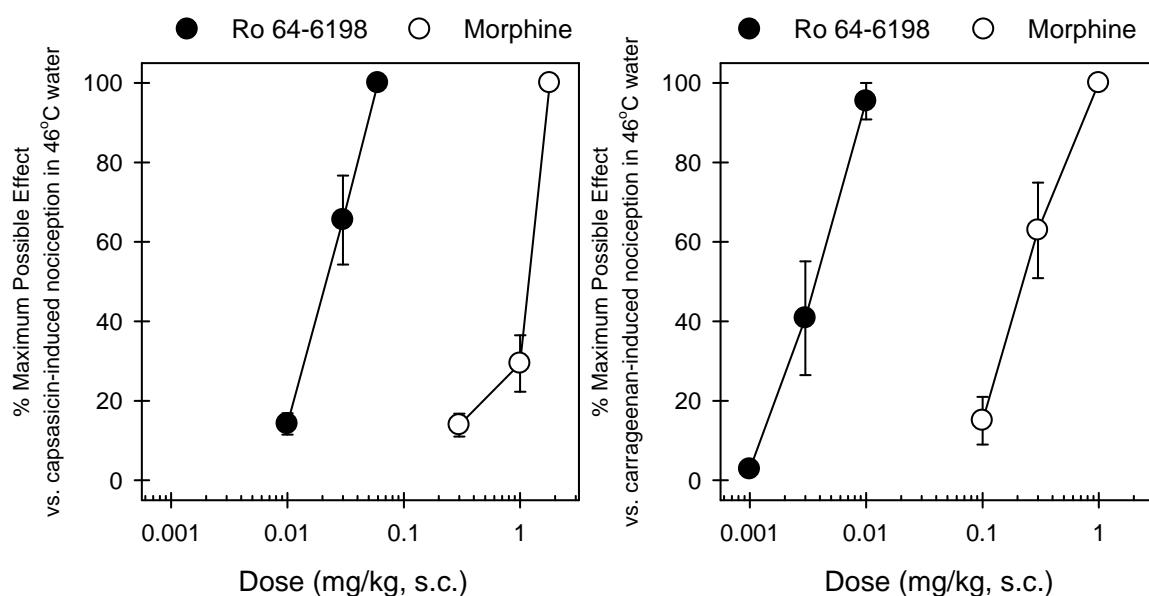 Ro 64-6198 Morphine
% Maximum Possible Effect
vs. capsasicin-induced nociception in 46°C water
100
80
60
40
20
0
0.001 0.01 0.1 1
Dose (mg/kg, s.c.)
Ro 64-6198 Morphine
% Maximum Possible Effect
vs. carrageenan-induced nociception in 46°C water
100
80
60
40
20
0
0.001 0.01 0.1 1
Dose (mg/kg, s.c.)